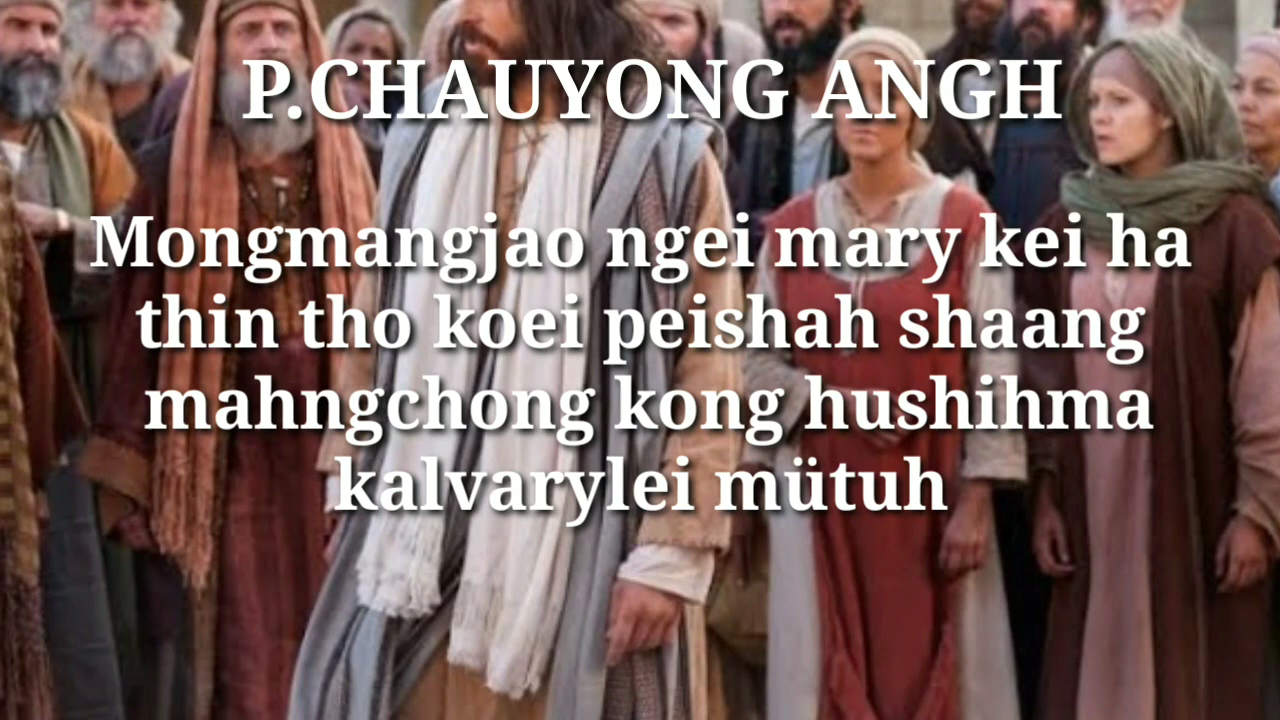 P.CHAUYONG ANGH
Mongmangjao ngei mary kei ha
thin tho koei peishah shaang
mahngchong kong hushihma
kalvarylei mütuh